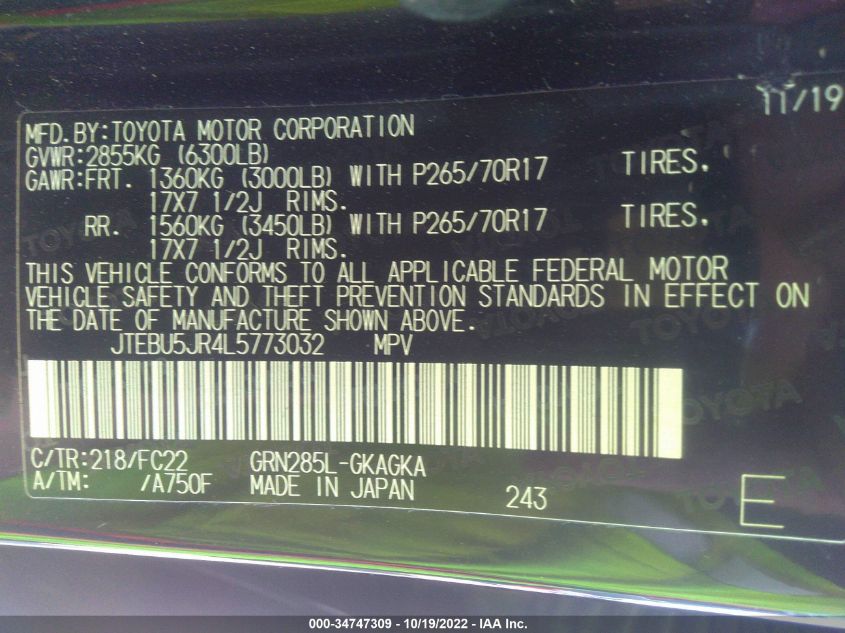 11/19
MFD.BY:TOYOTA MOTOR CORPORATION
GVWR:2855KG (6300LB)
GAWR:FRT. 1360KG (3000LB) WITH P265/70R17 TIRES.
17X7 1/2J RIMS.
RR. 1560KG (3450LB) WITH P265/70R17 TIRES.
17X7 1/2J RIMS.
THIS VEHICLE CONFORMS TO ALL APPLICABLE FEDERAL MOTOR
VEHICLE SAFETY AND THEFT PREVENTION STANDARDS IN EFFECT ON
THE DATE OF MANUFACTURE SHOWN ABOVE.
JTEBU5JR4L5773032 MPV
C/TR:218/FC22 GRN285L-GKAGKA
A/TM: /A750F MADE IN JAPAN 243 E
TOYOTA
TOYOTA
TOYOTA
000-34747309 - 10/19/2022 - IAA Inc.